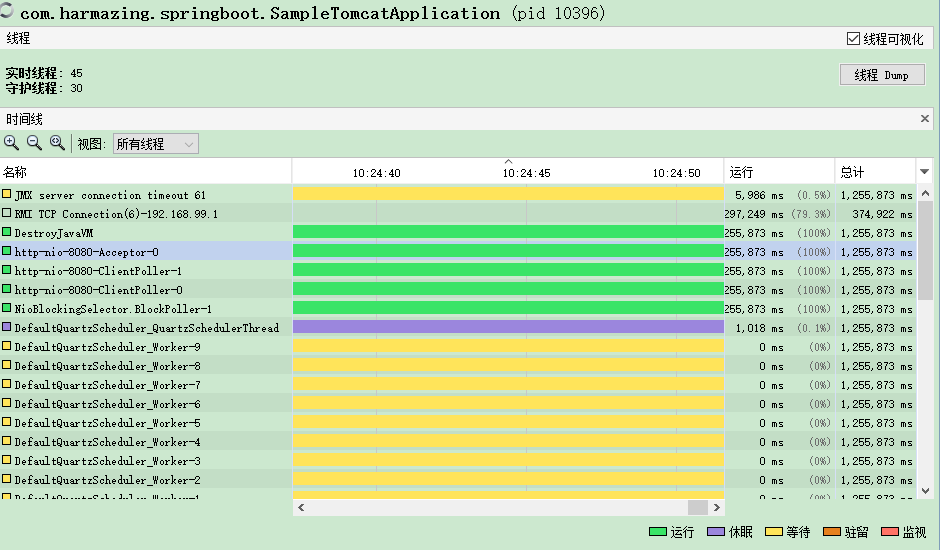 com.harmazing.springboot.SampleTomcatApplication (pid 10396)
线程
线程可视化
实时线程: 45
守护线程: 30
线程 Dump
时间线
视图: 所有线程
名称 10:24:40 10:24:45 10:24:50 运行 总计
JMX server connection timeout 61 5,986 ms (0.5%) 1,255,873 ms
RMI TCP Connection(6)-192.168.99.1 297,249 ms (79.3%) 374,922 ms
DestroyJavaVM 255,873 ms (100%) 1,255,873 ms
http-nio-8080-Acceptor-0 255,873 ms (100%) 1,255,873 ms
http-nio-8080-ClientPoller-1 255,873 ms (100%) 1,255,873 ms
http-nio-8080-ClientPoller-0 255,873 ms (100%) 1,255,873 ms
NioBlockingSelector.BlockPoller-1 255,873 ms (100%) 1,255,873 ms
DefaultQuartzScheduler_QuartzSchedulerThread 1,018 ms (0.1%) 1,255,873 ms
DefaultQuartzScheduler_Worker-9 0 ms (0%) 1,255,873 ms
DefaultQuartzScheduler_Worker-8 0 ms (0%) 1,255,873 ms
DefaultQuartzScheduler_Worker-7 0 ms (0%) 1,255,873 ms
DefaultQuartzScheduler_Worker-6 0 ms (0%) 1,255,873 ms
DefaultQuartzScheduler_Worker-5 0 ms (0%) 1,255,873 ms
DefaultQuartzScheduler_Worker-4 0 ms (0%) 1,255,873 ms
DefaultQuartzScheduler_Worker-3 0 ms (0%) 1,255,873 ms
DefaultQuartzScheduler_Worker-2 0 ms (0%) 1,255,873 ms
运行 休眠 等待 驻留 监视